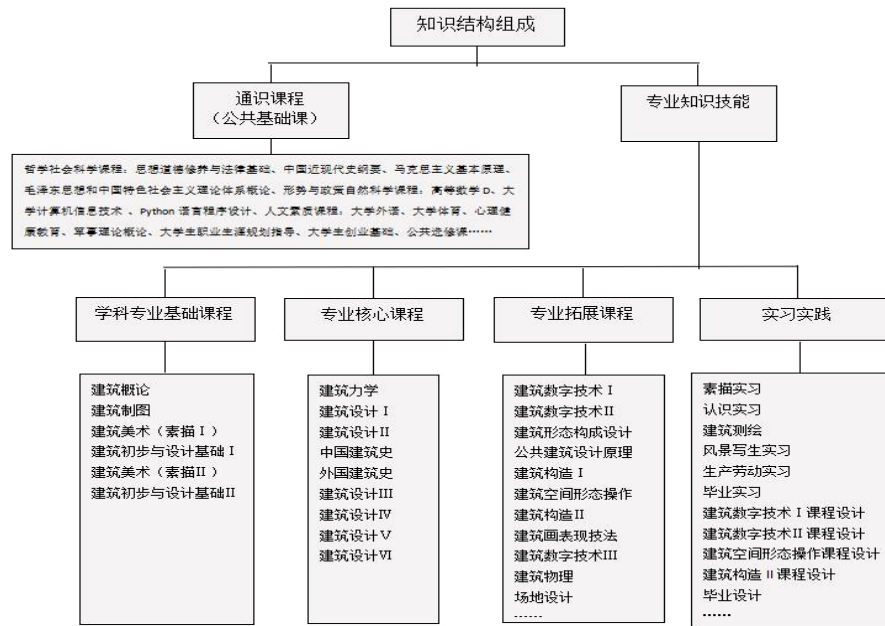 知识结构组成
通识课程
（公共基础课）
专业知识技能
哲学社会科学课程：思想道德修养与法律基础、中国近现代史纲要、马克思主义基本原理、
毛泽东思想和中国特色社会主义理论体系概论、形势与政策自然科学课程：高等数学 D、大
学计算机信息技术 、Python 语言程序设计、人文素质课程：大学外语、大学体育、心理健
康教育、军事理论概论、大学生职业生涯规划指导、大学生创业基础、公共选修课……
学科专业基础课程
建筑概论
建筑制图
建筑美术（素描Ⅰ）
建筑初步与设计基础Ⅰ
建筑美术（素描II）
建筑初步与设计基础II
专业核心课程
建筑力学
建筑设计Ⅰ
建筑设计II
中国建筑史
外国建筑史
建筑设计III
建筑设计Ⅳ
建筑设计Ⅴ
建筑设计Ⅵ
专业拓展课程
建筑数字技术Ⅰ
建筑数字技术II
建筑形态构成设计
公共建筑设计原理
建筑构造Ⅰ
建筑空间形态操作
建筑构造II
建筑画表现技法
建筑数字技术III
建筑物理
场地设计
……
实习实践
素描实习
认识实习
建筑测绘
风景写生实习
生产劳动实习
毕业实习
建筑数字技术Ⅰ课程设计
建筑数字技术II课程设计
建筑空间形态操作课程设计
建筑构造Ⅱ课程设计
毕业设计
……